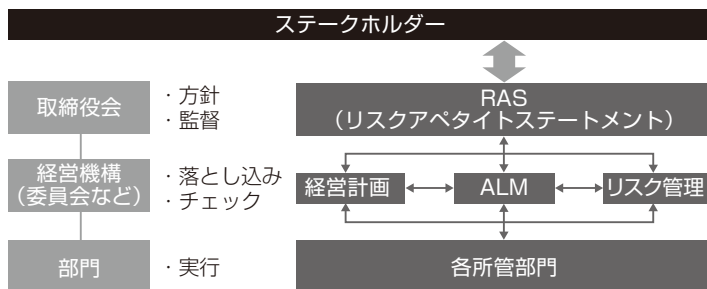 ステークホルダー
取締役会
・方針
・監督
RAS
（リスクアペタイトステートメント）
経営機構
（委員会など）
・落とし込み
・チェック
経営計画
ALM
リスク管理
部門
・実行
各所管部門